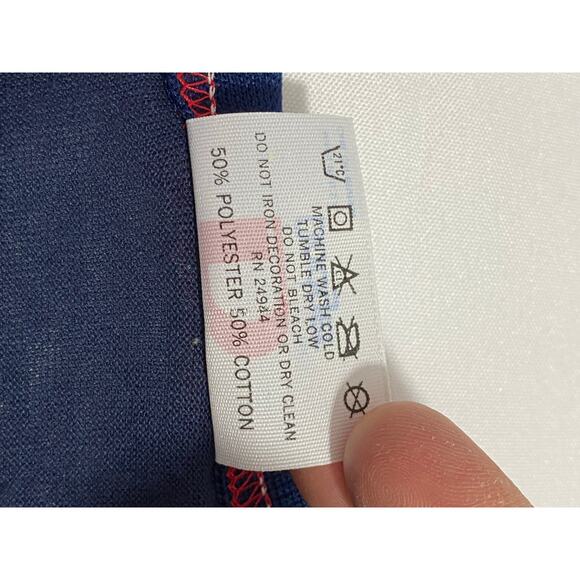 21°C
MACHINE WASH COLD
TUMBLE DRY LOW
DO NOT BLEACH
DO NOT IRON DECORATION OR DRY CLEAN
RN 24984
50% POLYESTER 50% COTTON